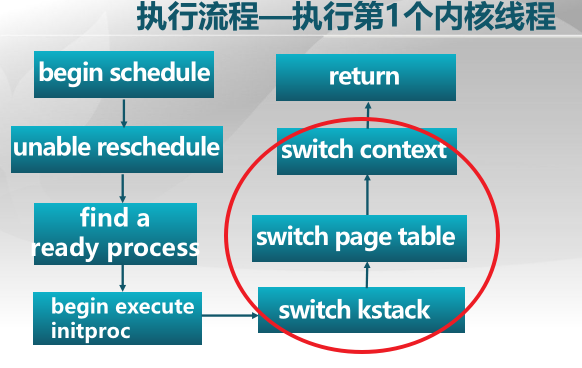 执行流程—执行第1个内核线程
begin schedule
unable reschedule
find a
ready process
begin execute
initproc
switch kstack
switch page table
switch context
return